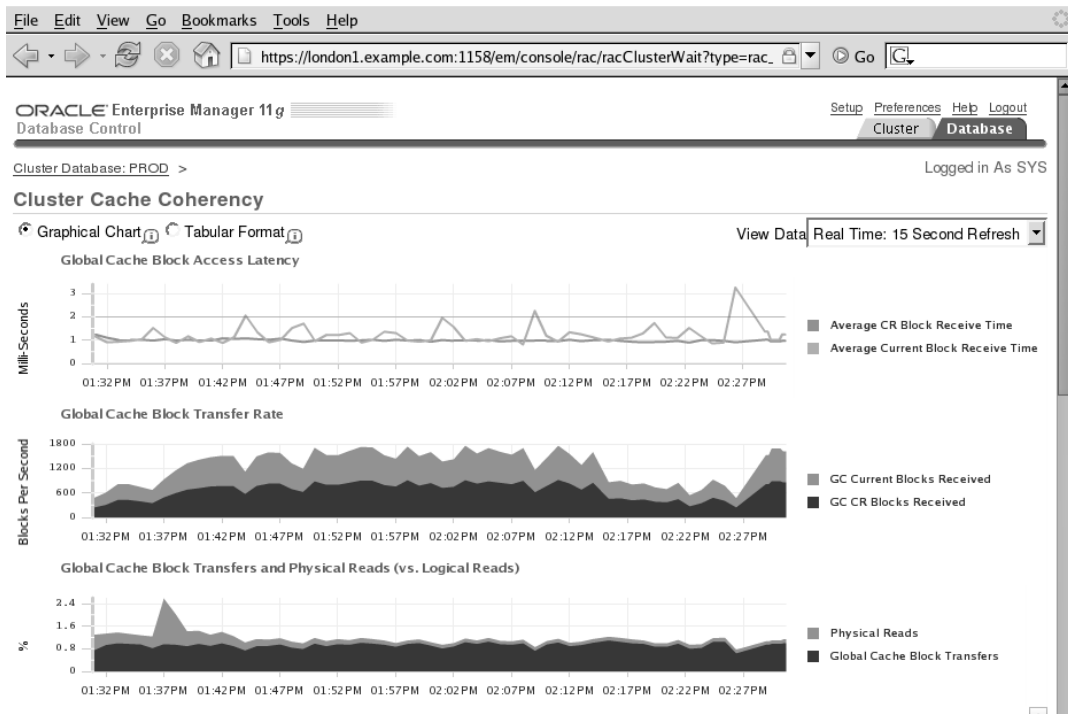 File Edit View Go Bookmarks Tools Help
https://london1.example.com:1158/em/console/rac/racClusterWait?type=rac_ Go G
ORACLE Enterprise Manager 11g
Database Control
Setup Preferences Help Logout
Cluster Database
Cluster Database: PROD >
Logged in As SYS
Cluster Cache Coherency
Graphical Chart Tabular Format
View Data Real Time: 15 Second Refresh
Global Cache Block Access Latency
Milli-Seconds
3
2
1
0
01:32PM 01:37PM 01:42PM 01:47PM 01:52PM 01:57PM 02:02PM 02:07PM 02:12PM 02:17PM 02:22PM 02:27PM
Average CR Block Receive Time
Average Current Block Receive Time
Global Cache Block Transfer Rate
Blocks Per Second
1800
1200
600
0
01:32PM 01:37PM 01:42PM 01:47PM 01:52PM 01:57PM 02:02PM 02:07PM 02:12PM 02:17PM 02:22PM 02:27PM
GC Current Blocks Received
GC CR Blocks Received
Global Cache Block Transfers and Physical Reads (vs. Logical Reads)
%
2.4
1.6
0.8
0
01:32PM 01:37PM 01:42PM 01:47PM 01:52PM 01:57PM 02:02PM 02:07PM 02:12PM 02:17PM 02:22PM 02:27PM
Physical Reads
Global Cache Block Transfers